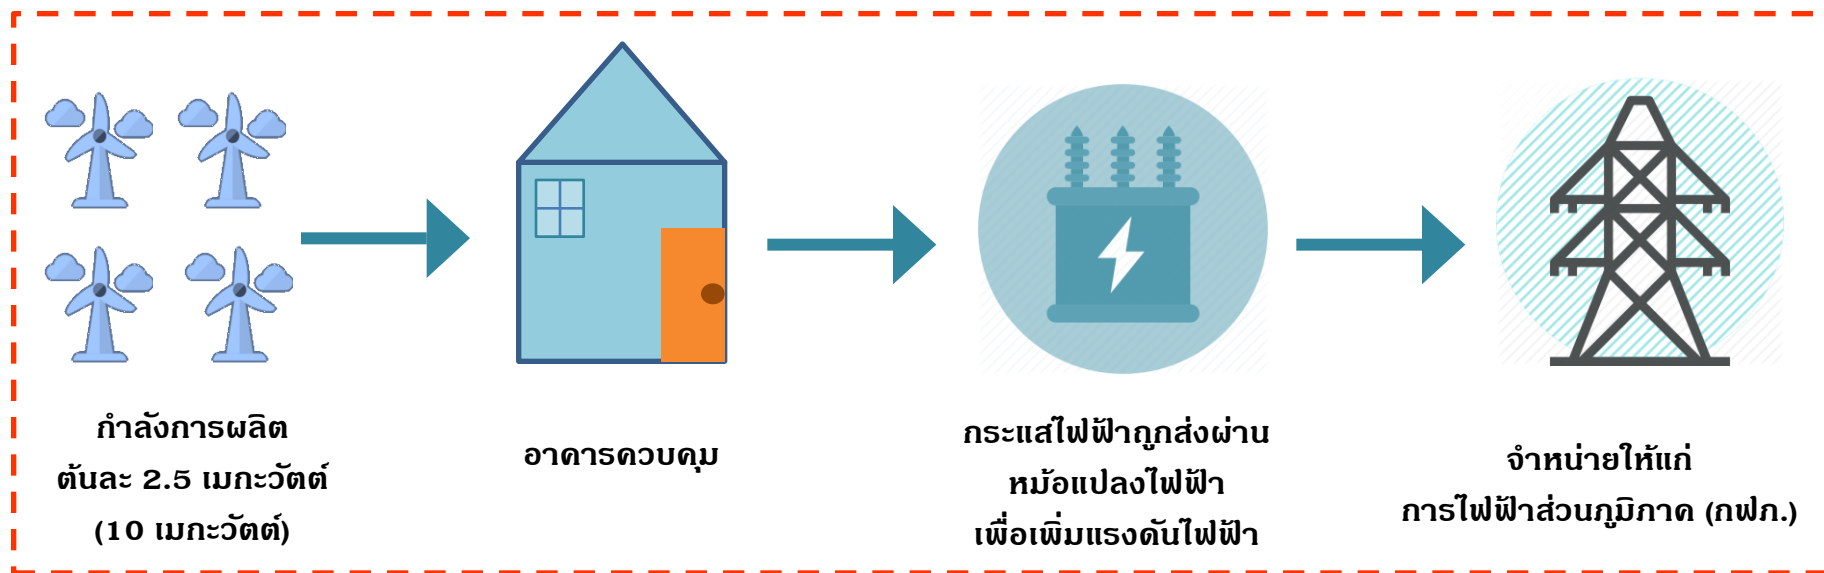 กำลังการผลิต
ต้นละ 2.5 เมกะวัตต์
(10 เมกะวัตต์)
อาคารควบคุม
กระแสไฟฟ้าถูกส่งผ่าน
หม้อแปลงไฟฟ้า
เพื่อเพิ่มแรงดันไฟฟ้า
จำหน่ายให้แก่
การไฟฟ้าส่วนภูมิภาค (กฟภ.)